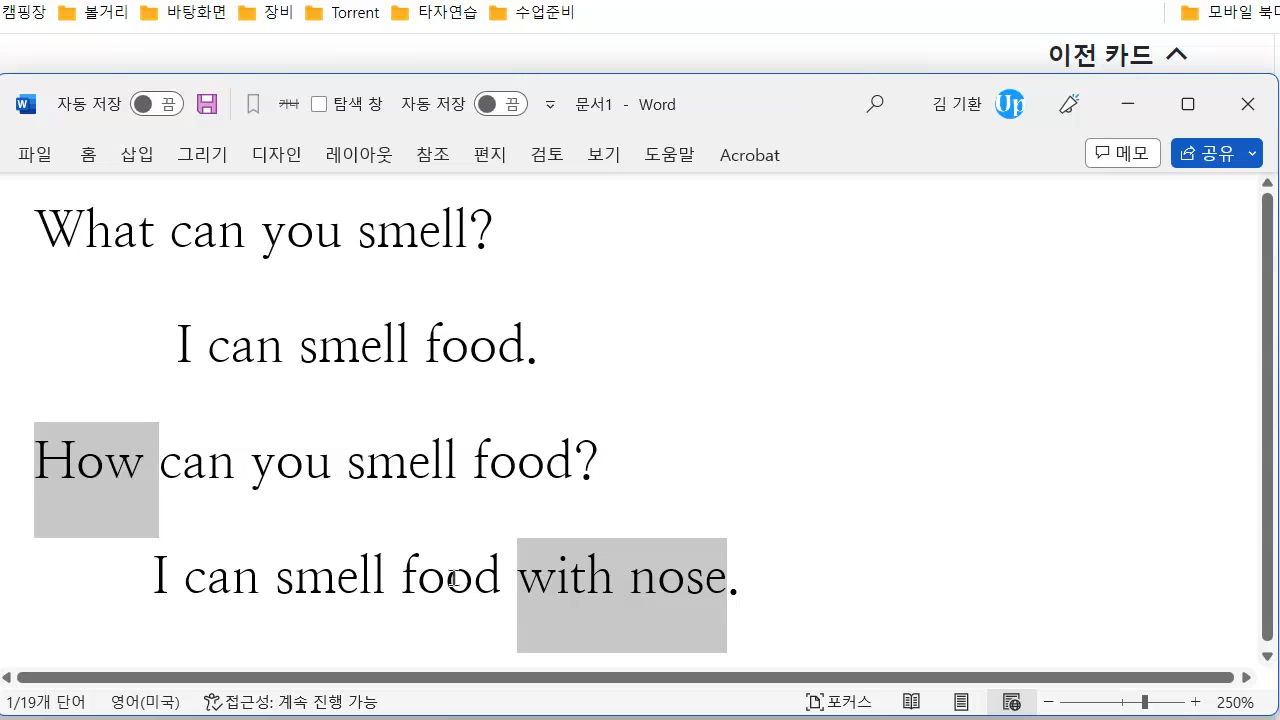 캠핑장 볼거리 바탕화면 장비 Torrent 타자연습 수업준비 모바일 북마
이전 카드
자동 저장 끔 가나 탐색 창 자동 저장 끔 문서1 - Word 김 기환 Up
파일 홈 삽입 그리기 디자인 레이아웃 참조 편지 검토 보기 도움말 Acrobat 메모 공유
What can you smell?
I can smell food.
How can you smell food?
I can smell food with nose.
1/19개 단어 영어(미국) 접근성: 계속 진행 가능 포커스 250%